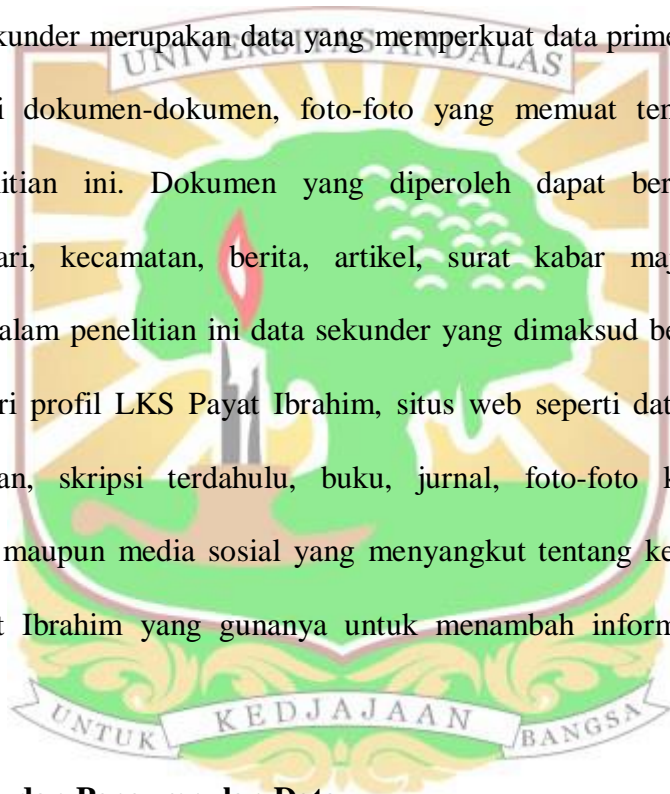 UNIVERSITAS ANDALAS
kunder merupakan data yang memperkuat data prime
i dokumen-dokumen, foto-foto yang memuat ten
litian ini. Dokumen yang diperoleh dapat ber
ari, kecamatan, berita, artikel, surat kabar maj
alam penelitian ini data sekunder yang dimaksud be
ri profil LKS Payat Ibrahim, situs web seperti dat
an, skripsi terdahulu, buku, jurnal, foto-foto k
maupun media sosial yang menyangkut tentang ke
t Ibrahim yang gunanya untuk menambah inform
UNTUK KEDJAJAAN BANGSA